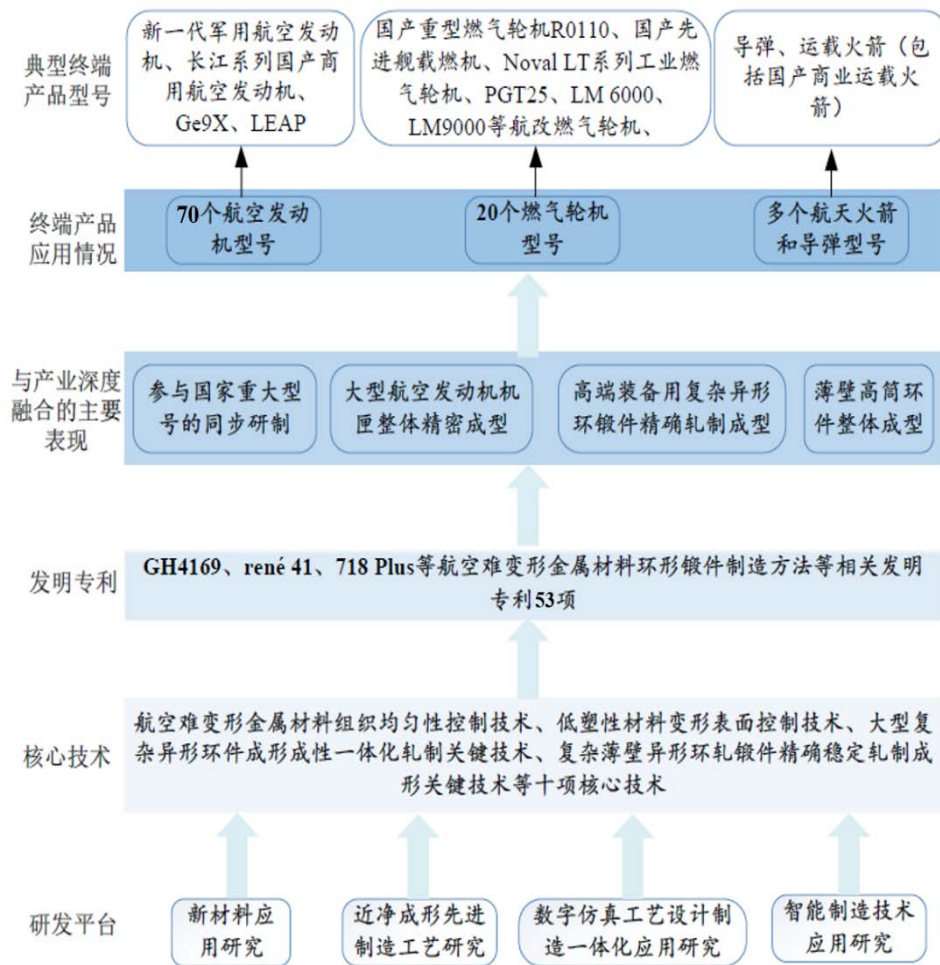 典型终端
产品型号
新一代军用航空发动
机、长江系列国产商
用航空发动机、
Ge9X、LEAP
国产重型燃气轮机R0110、国产先
进舰载燃机、Noval LT系列工业燃
气轮机、PGT25、LM 6000、
LM9000等航改燃气轮机、
导弹、运载火箭（包
括国产商业运载火
箭）
终端产品
应用情况
70个航空发动
机型号
20个燃气轮机
型号
多个航天火箭
和导弹型号
与产业深度
融合的主要
表现
参与国家重大型
号的同步研制
大型航空发动机机
匣整体精密成型
高端装备用复杂异形
环锻件精确轧制成型
薄壁高筒环
件整体成型
发明专利
GH4169、rené 41、718 Plus等航空难变形金属材料环形锻件制造方法等相关发明
专利53项
核心技术
航空难变形金属材料组织均匀性控制技术、低塑性材料变形表面控制技术、大型复
杂异形环件成形成性一体化轧制关键技术、复杂薄壁异形环轧锻件精确稳定轧制成
形关键技术等十项核心技术
研发平台
新材料应
用研究
近净成形先进
制造工艺研究
数字仿真工艺设计制
造一体化应用研究
智能制造技术
应用研究